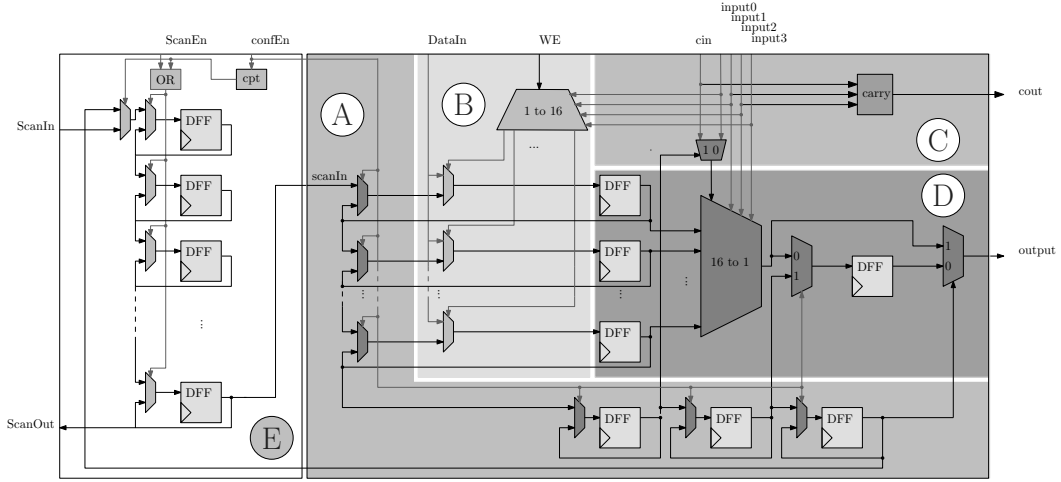 input0
input1
input2
input3
ScanEn confEn DataIn WE cin
OR cpt
DFF
ScanIn
A
B
1 to 16
...
carry
cout
C
1 0
scanIn
DFF
DFF
D
DFF
DFF
16 to 1
0
1
DFF
1
0
output
...
...
...
...
...
DFF
DFF
ScanOut
E
DFF
DFF
DFF